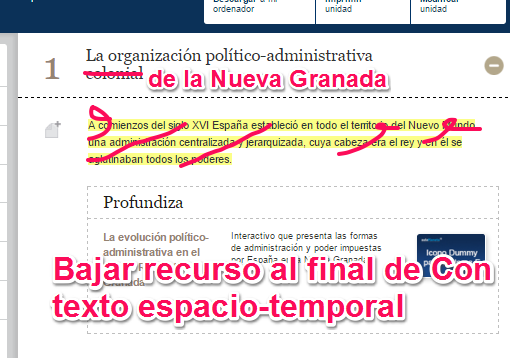 ordenador
unidad
unidad
1 La organización político-administrativa
colonial de la Nueva Granada
A comienzos del siglo XVI España estableció en todo el territorio del Nuevo Mundo
una administración centralizada y jerarquizada, cuya cabeza era el rey y en él se
aglutinaban todos los poderes.
Profundiza
La evolución político-
administrativa en el
Interactivo que presenta las formas
de administración y poder impuestas
por España en la Nueva Granada
Icono Dummy
Bajar recurso al final de Con
texto espacio-temporal